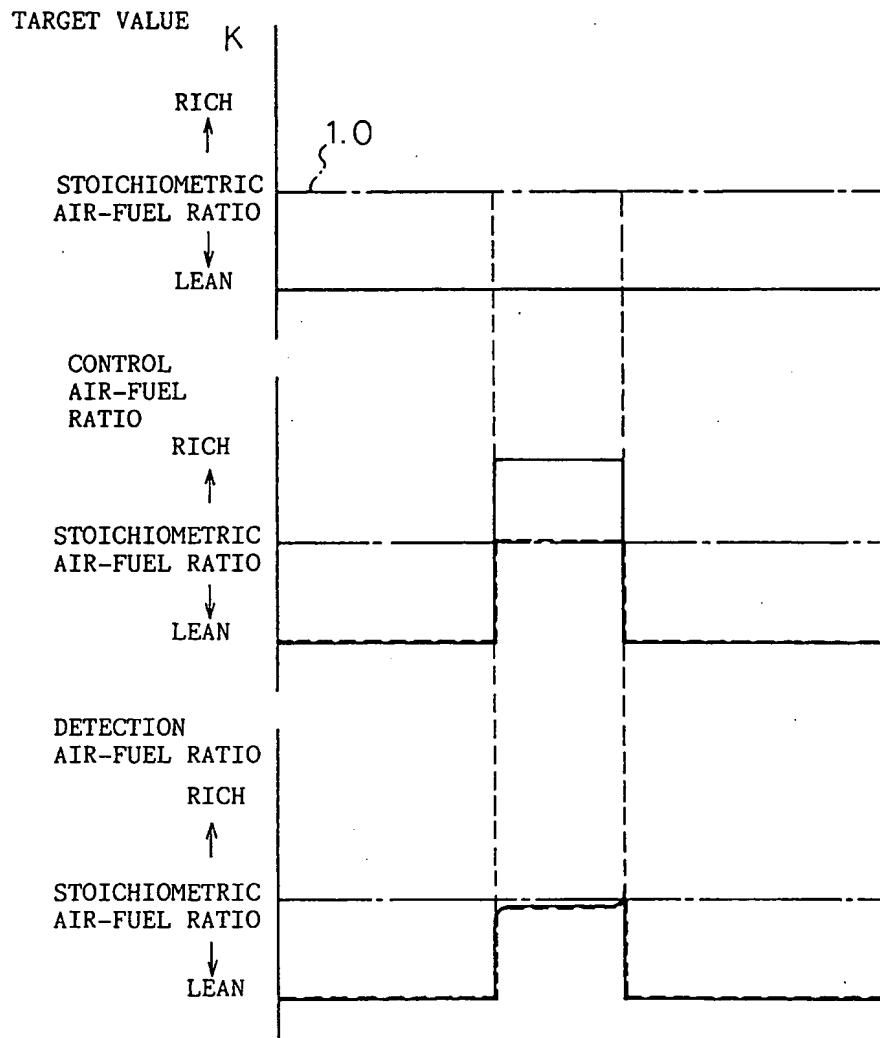 TARGET VALUE K
RICH
1.0
STOICHIOMETRIC
AIR-FUEL RATIO
LEAN
CONTROL
AIR-FUEL
RATIO
RICH
STOICHIOMETRIC
AIR-FUEL RATIO
LEAN
DETECTION
AIR-FUEL RATIO
RICH
STOICHIOMETRIC
AIR-FUEL RATIO
LEAN